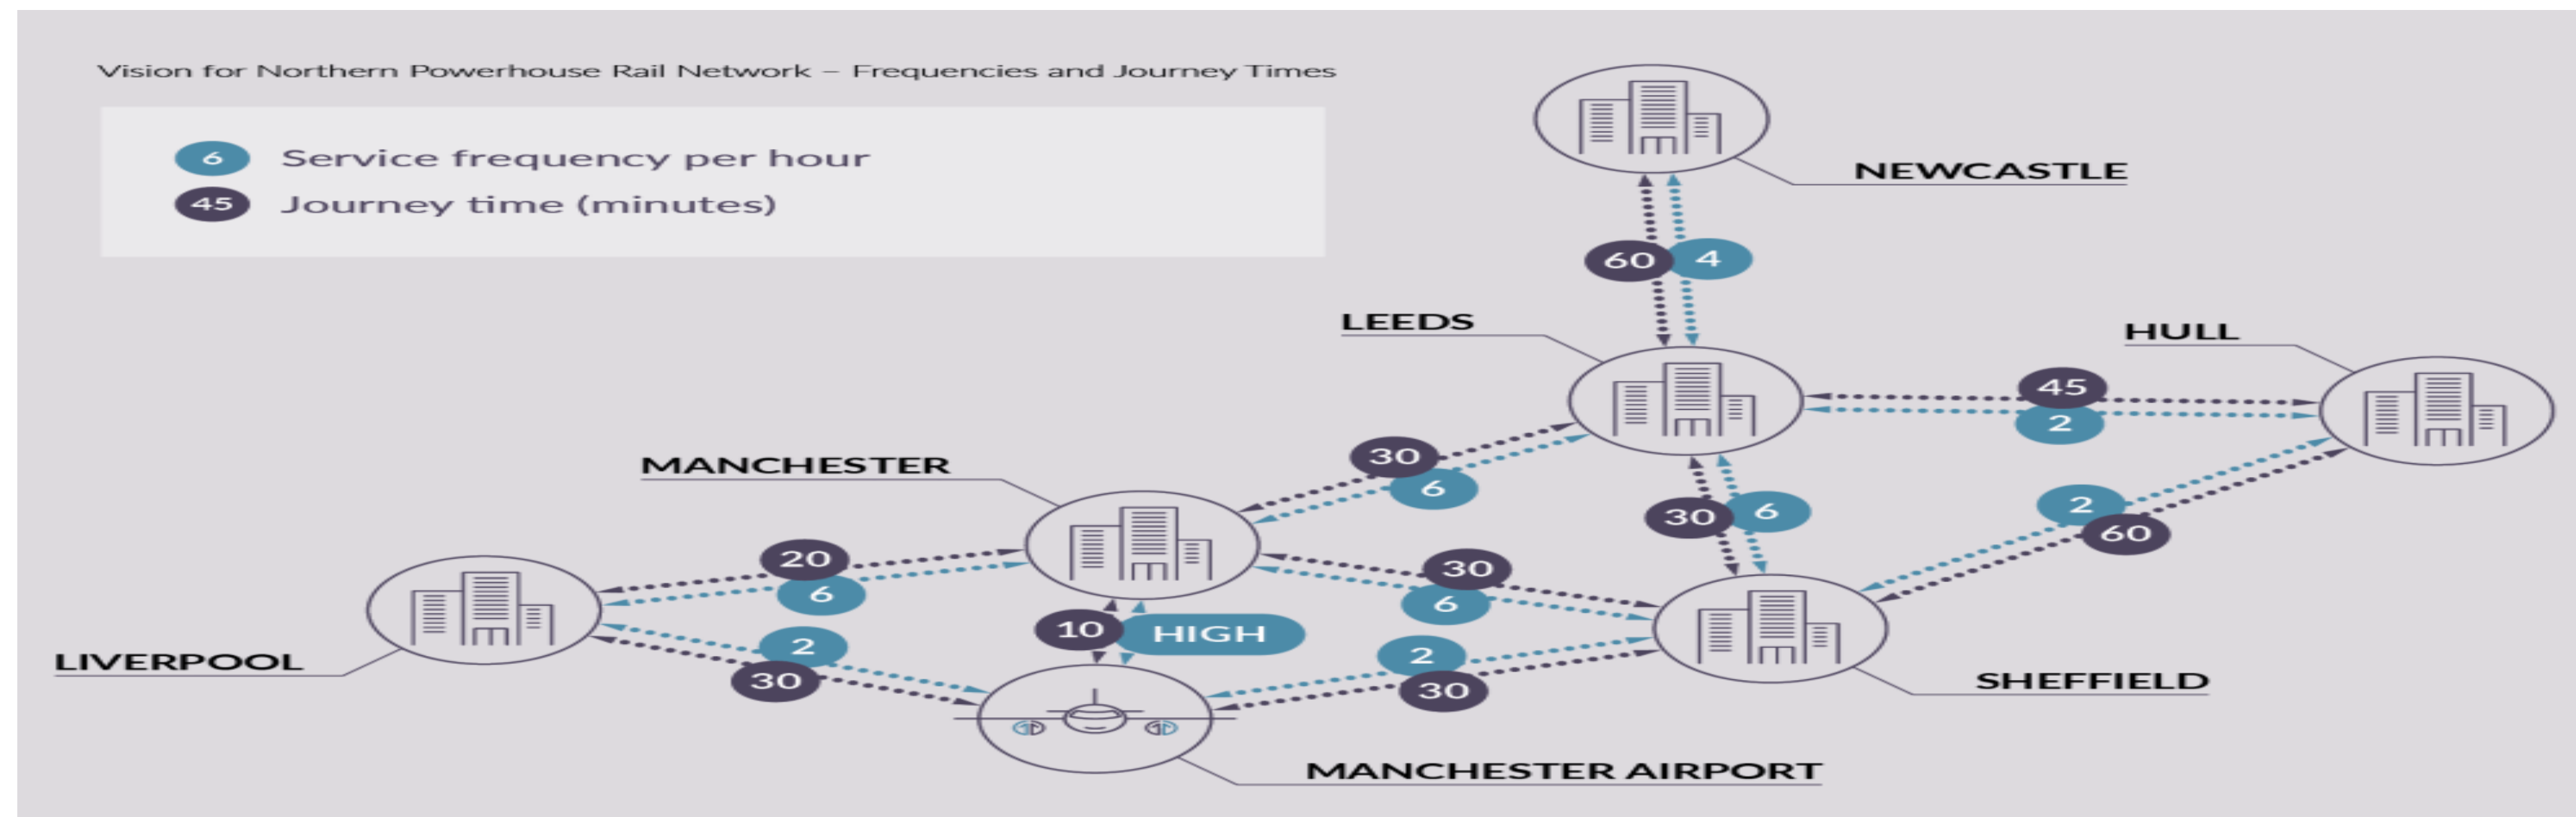 Vision for Northern Powerhouse Rail Network – Frequencies and Journey Times
6 Service frequency per hour
45 Journey time (minutes)
NEWCASTLE
60 4
LEEDS
HULL
45
2
MANCHESTER
30
6
30 6
2
60
20
6
30
6
10 HIGH
LIVERPOOL
2
30
2
30
SHEFFIELD
MANCHESTER AIRPORT